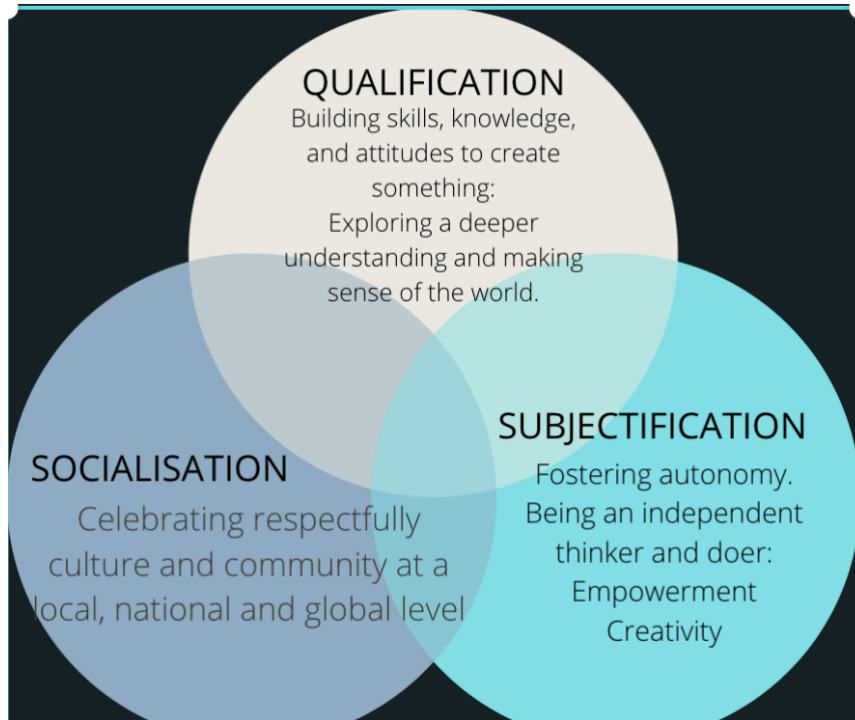 QUALIFICATION
Building skills, knowledge,
and attitudes to create
something:
Exploring a deeper
understanding and making
sense of the world.
SOCIALISATION
Celebrating respectfully
culture and community at a
local, national and global level
SUBJECTIFICATION
Fostering autonomy.
Being an independent
thinker and doer:
Empowerment
Creativity